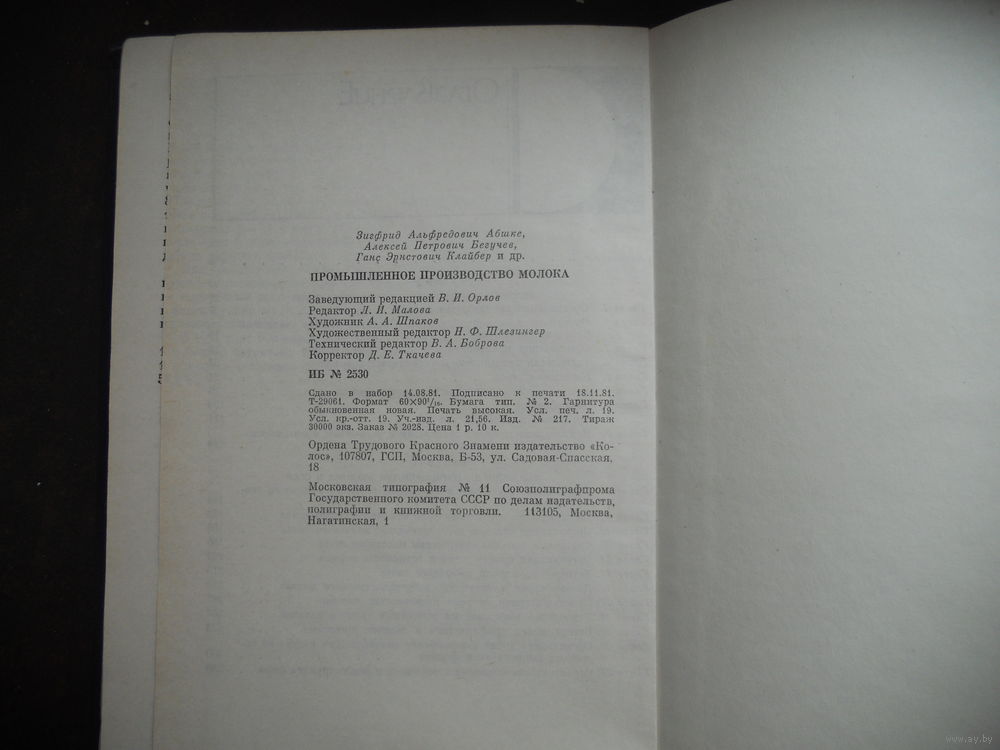 Зигфрид Альфредович Абшке,
Алексей Петрович Бегучев,
Ганс Эрнстович Клайбер и др.
ПРОМЫШЛЕННОЕ ПРОИЗВОДСТВО МОЛОКА
Заведующий редакцией В. И. Орлов
Редактор Л. И. Малова
Художник А. А. Шпаков
Художественный редактор Н. Ф. Шлезингер
Технический редактор В. А. Боброва
Корректор Д. Е. Ткачева
ИБ № 2530
Сдано в набор 14.08.81. Подписано к печати 18.11.81.
Т-29061. Формат 60×90¹/₁₆. Бумага тип. № 2. Гарнитура
обыкновенная новая. Печать высокая. Усл. печ. л. 19.
Усл. кр.-отт. 19. Уч.-изд. л. 21,56. Изд. № 217. Тираж
30000 экз. Заказ № 2028. Цена 1 р. 10 к.
Ордена Трудового Красного Знамени издательство «Ко-
лос», 107807, ГСП, Москва, Б-53, ул. Садовая-Спасская,
18
Московская типография № 11 Союзполиграфпрома
Государственного комитета СССР по делам издательств,
полиграфии и книжной торговли. 113105, Москва,
Нагатинская, 1
www.ay.by